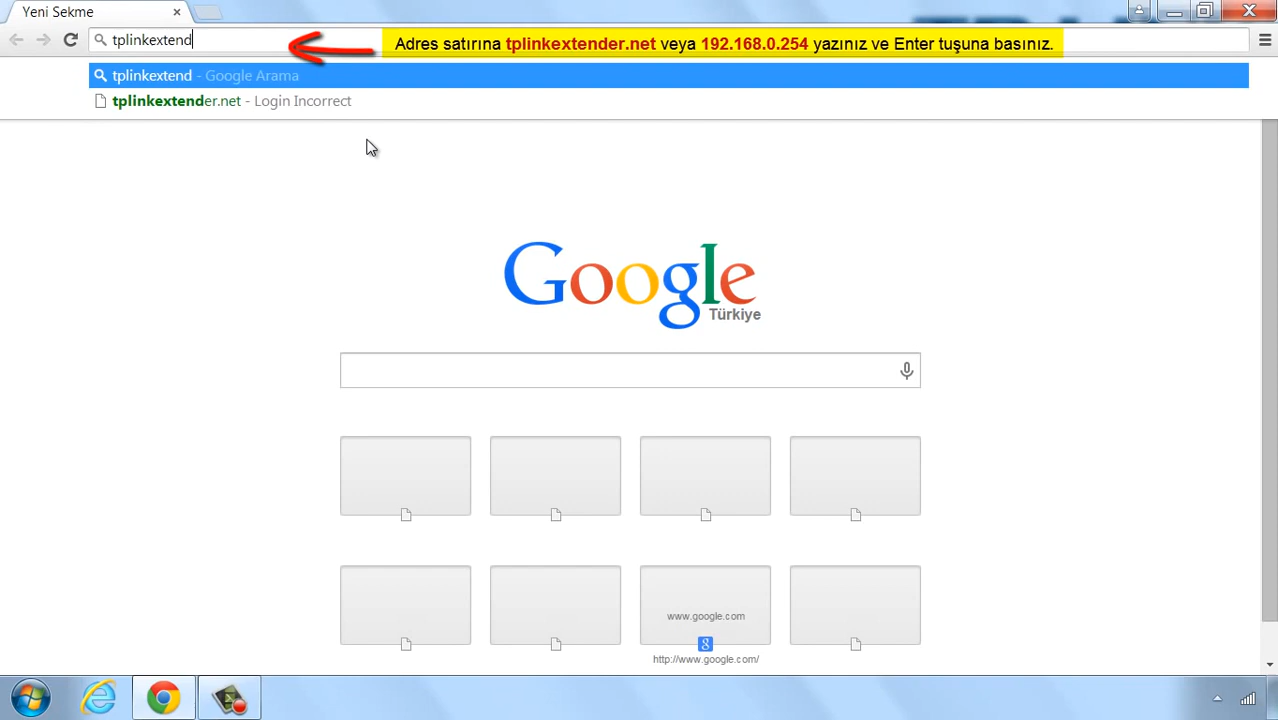 Yeni Sekme
tplinkextend
Adres satırına tplinkextender.net veya 192.168.0.254 yazınız ve Enter tuşuna basınız.
tplinkextend - Google Arama
tplinkextender.net - Login Incorrect
Google
Türkiye
www.google.com
8
http://www.google.com/